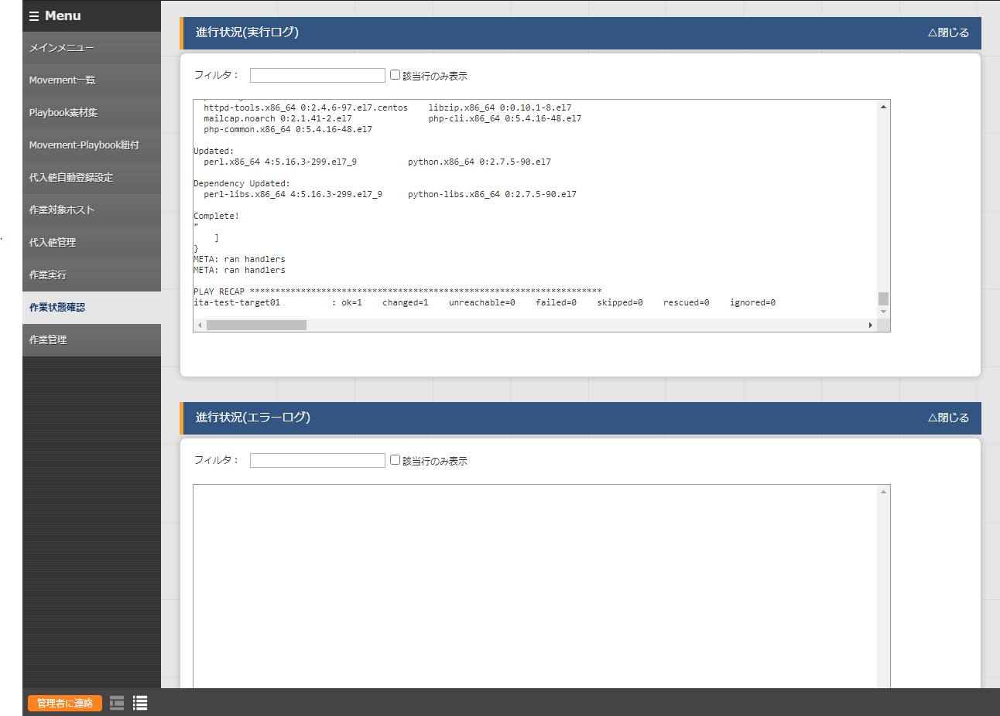 Menu
メインメニュー
Movement一覧
Playbook素材集
Movement-Playbook紐付
代入値自動登録設定
作業対象ホスト
代入値管理
作業実行
作業状態確認
作業管理
進行状況(実行ログ)
△閉じる
フィルタ：
該当行のみ表示
httpd-tools.x86_64 0:2.4.6-97.el7.centos    libzip.x86_64 0:0.10.1-8.el7
mailcap.noarch 0:2.1.41-2.el7    php-cli.x86_64 0:5.4.16-48.el7
php-common.x86_64 0:5.4.16-48.el7
Updated:
perl.x86_64 4:5.16.3-299.el7_9    python.x86_64 0:2.7.5-90.el7
Dependency Updated:
perl-libs.x86_64 4:5.16.3-299.el7_9    python-libs.x86_64 0:2.7.5-90.el7
Complete!
"
]
}
META: ran handlers
META: ran handlers
PLAY RECAP *********************************************************************
ita-test-target01    : ok=1    changed=1    unreachable=0    failed=0    skipped=0    rescued=0    ignored=0
進行状況(エラーログ)
△閉じる
フィルタ：
該当行のみ表示
管理者に連絡